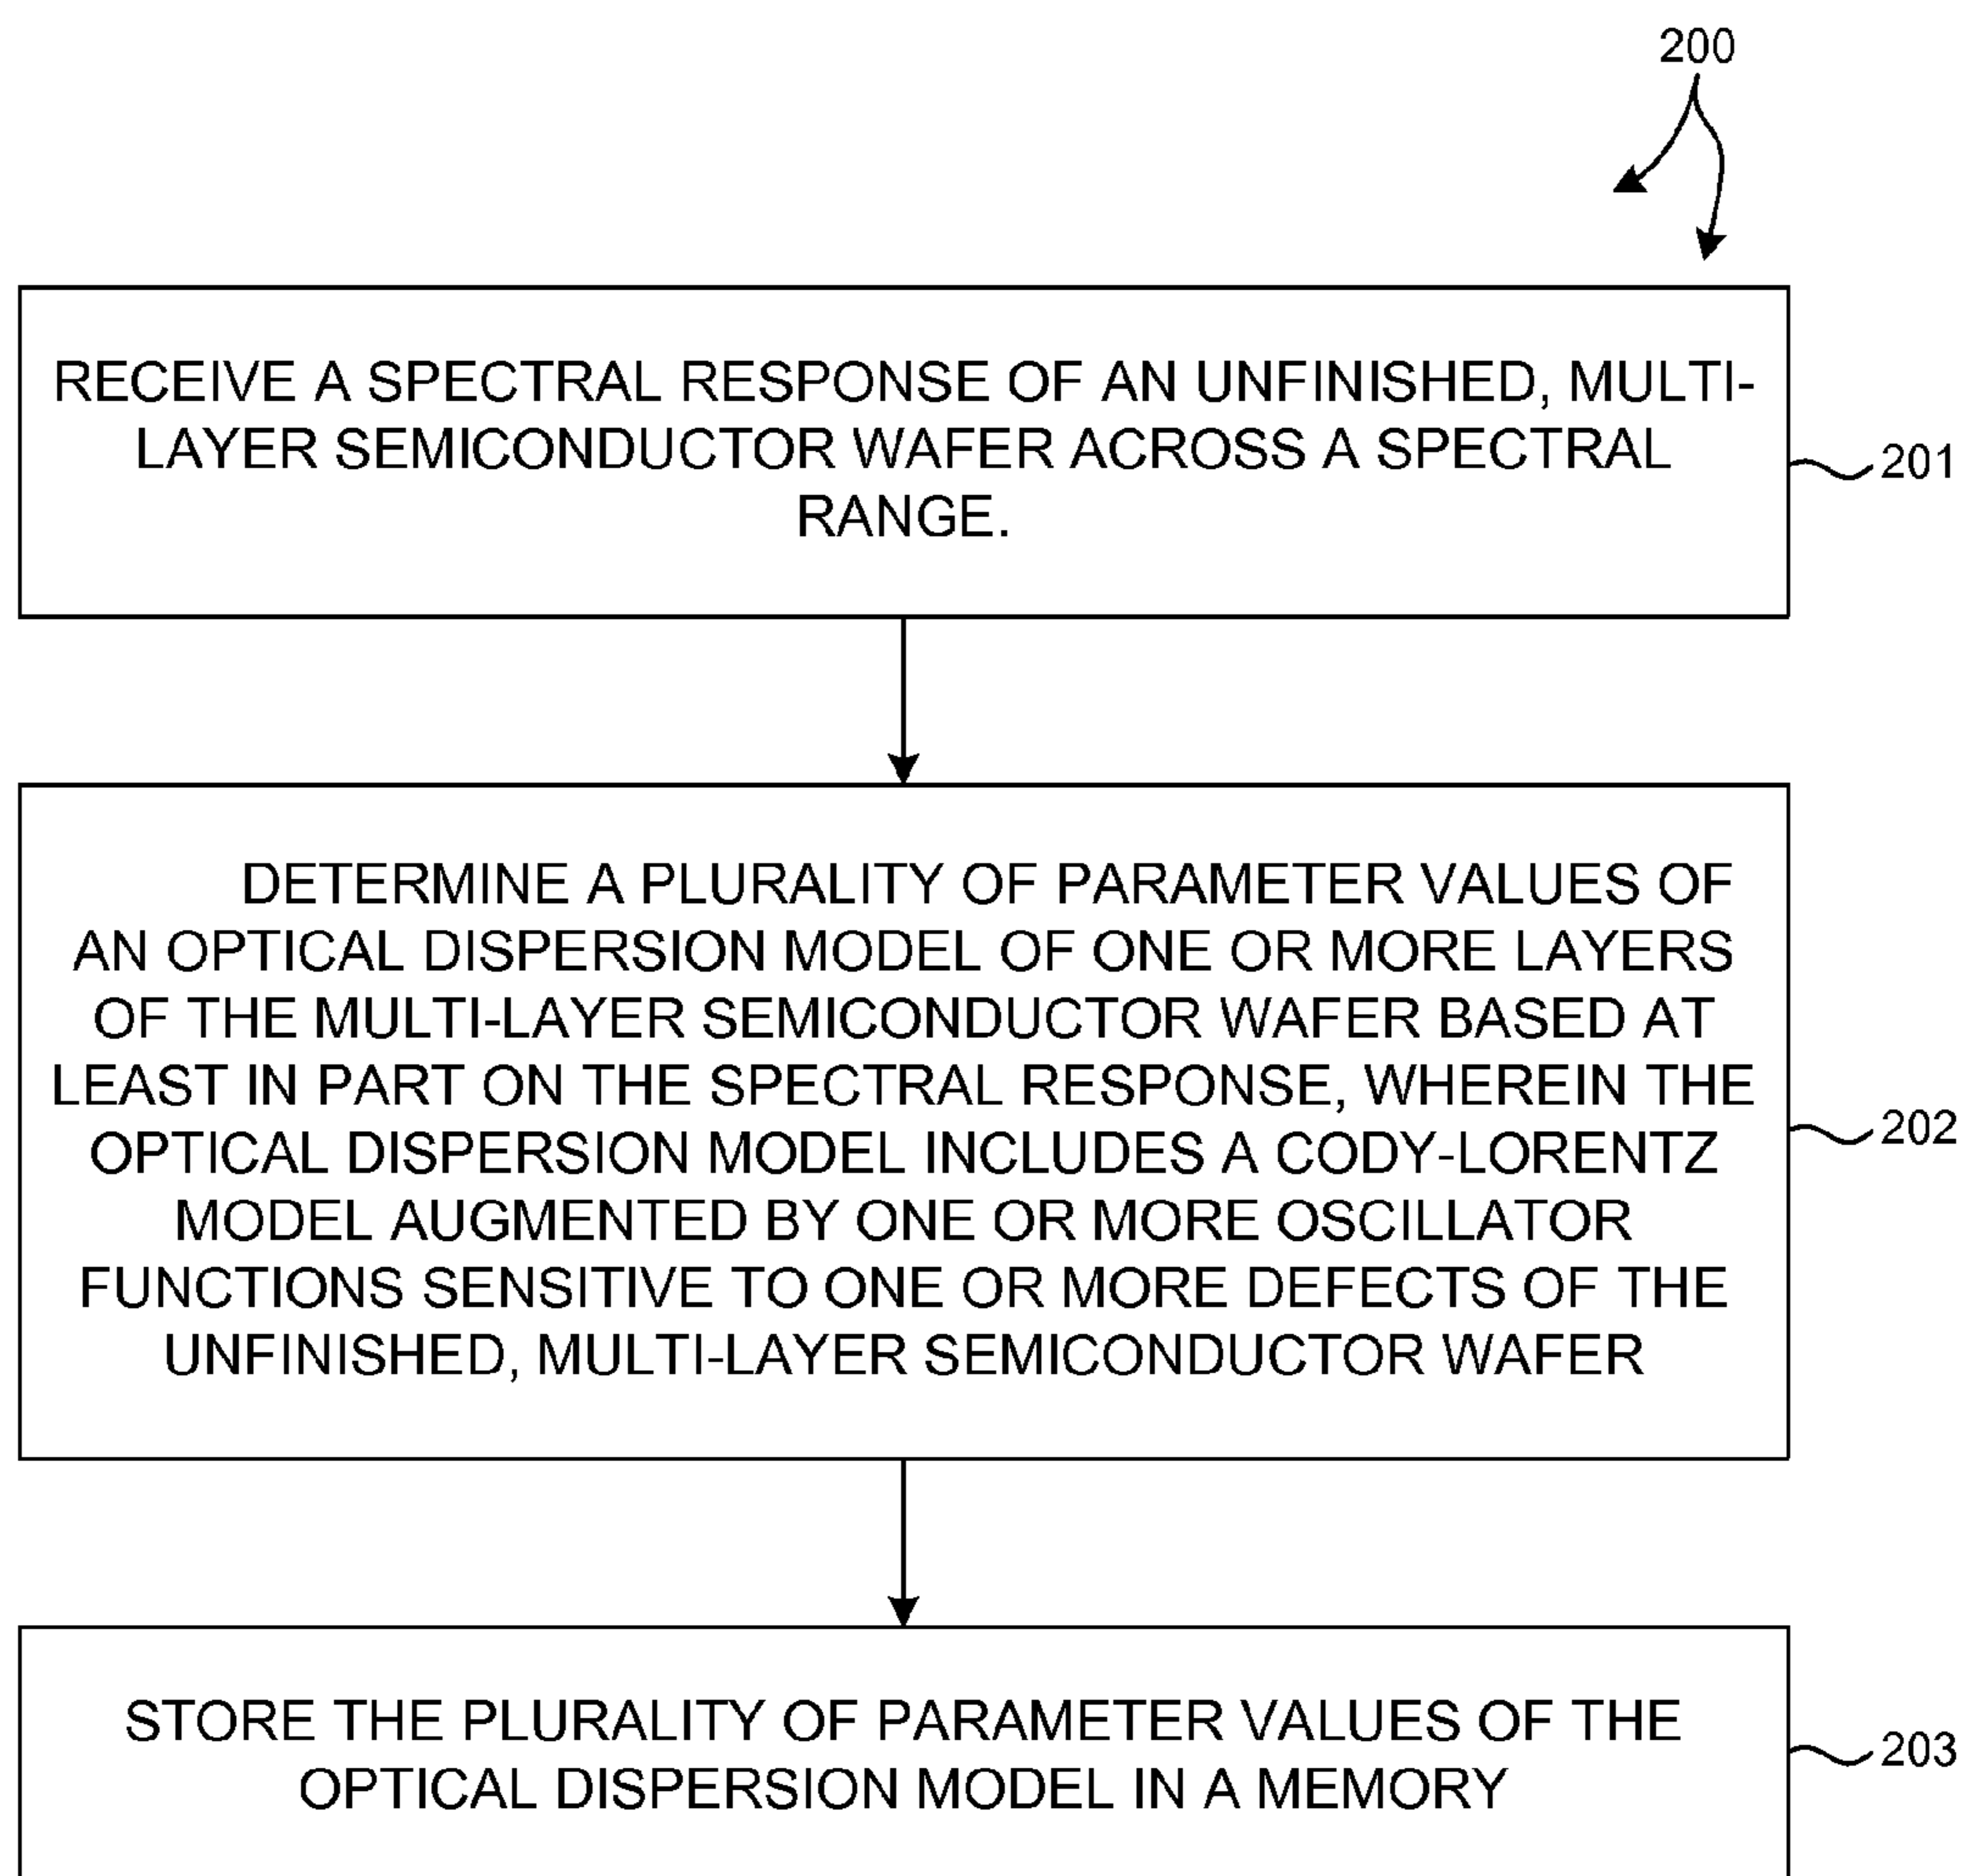 200
RECEIVE A SPECTRAL RESPONSE OF AN UNFINISHED, MULTI-
LAYER SEMICONDUCTOR WAFER ACROSS A SPECTRAL
RANGE.
201
DETERMINE A PLURALITY OF PARAMETER VALUES OF
AN OPTICAL DISPERSION MODEL OF ONE OR MORE LAYERS
OF THE MULTI-LAYER SEMICONDUCTOR WAFER BASED AT
LEAST IN PART ON THE SPECTRAL RESPONSE, WHEREIN THE
OPTICAL DISPERSION MODEL INCLUDES A CODY-LORENTZ
MODEL AUGMENTED BY ONE OR MORE OSCILLATOR
FUNCTIONS SENSITIVE TO ONE OR MORE DEFECTS OF THE
UNFINISHED, MULTI-LAYER SEMICONDUCTOR WAFER
202
STORE THE PLURALITY OF PARAMETER VALUES OF THE
OPTICAL DISPERSION MODEL IN A MEMORY
203